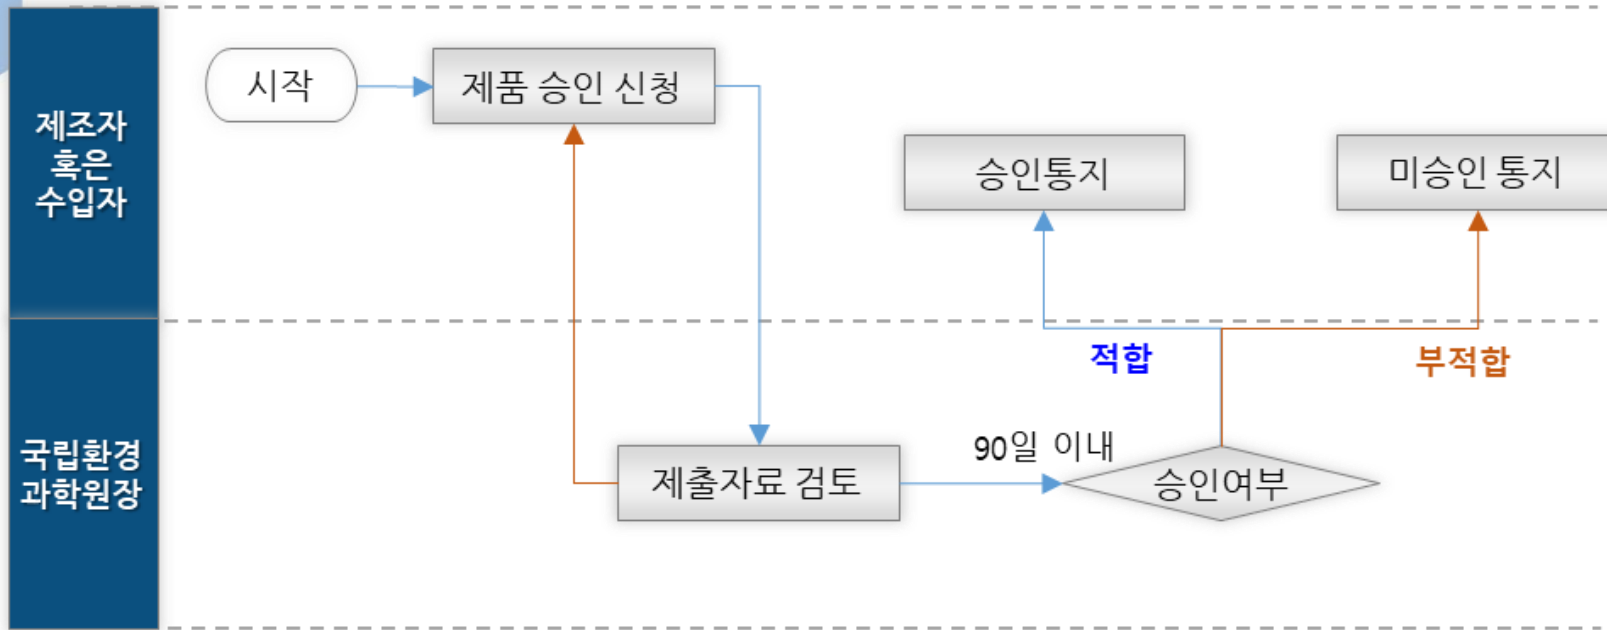 제조자
혹은
수입자
시작
제품 승인 신청
승인통지
미승인 통지
적합
부적합
국립환경
과학원장
제출자료 검토
90일 이내
승인여부